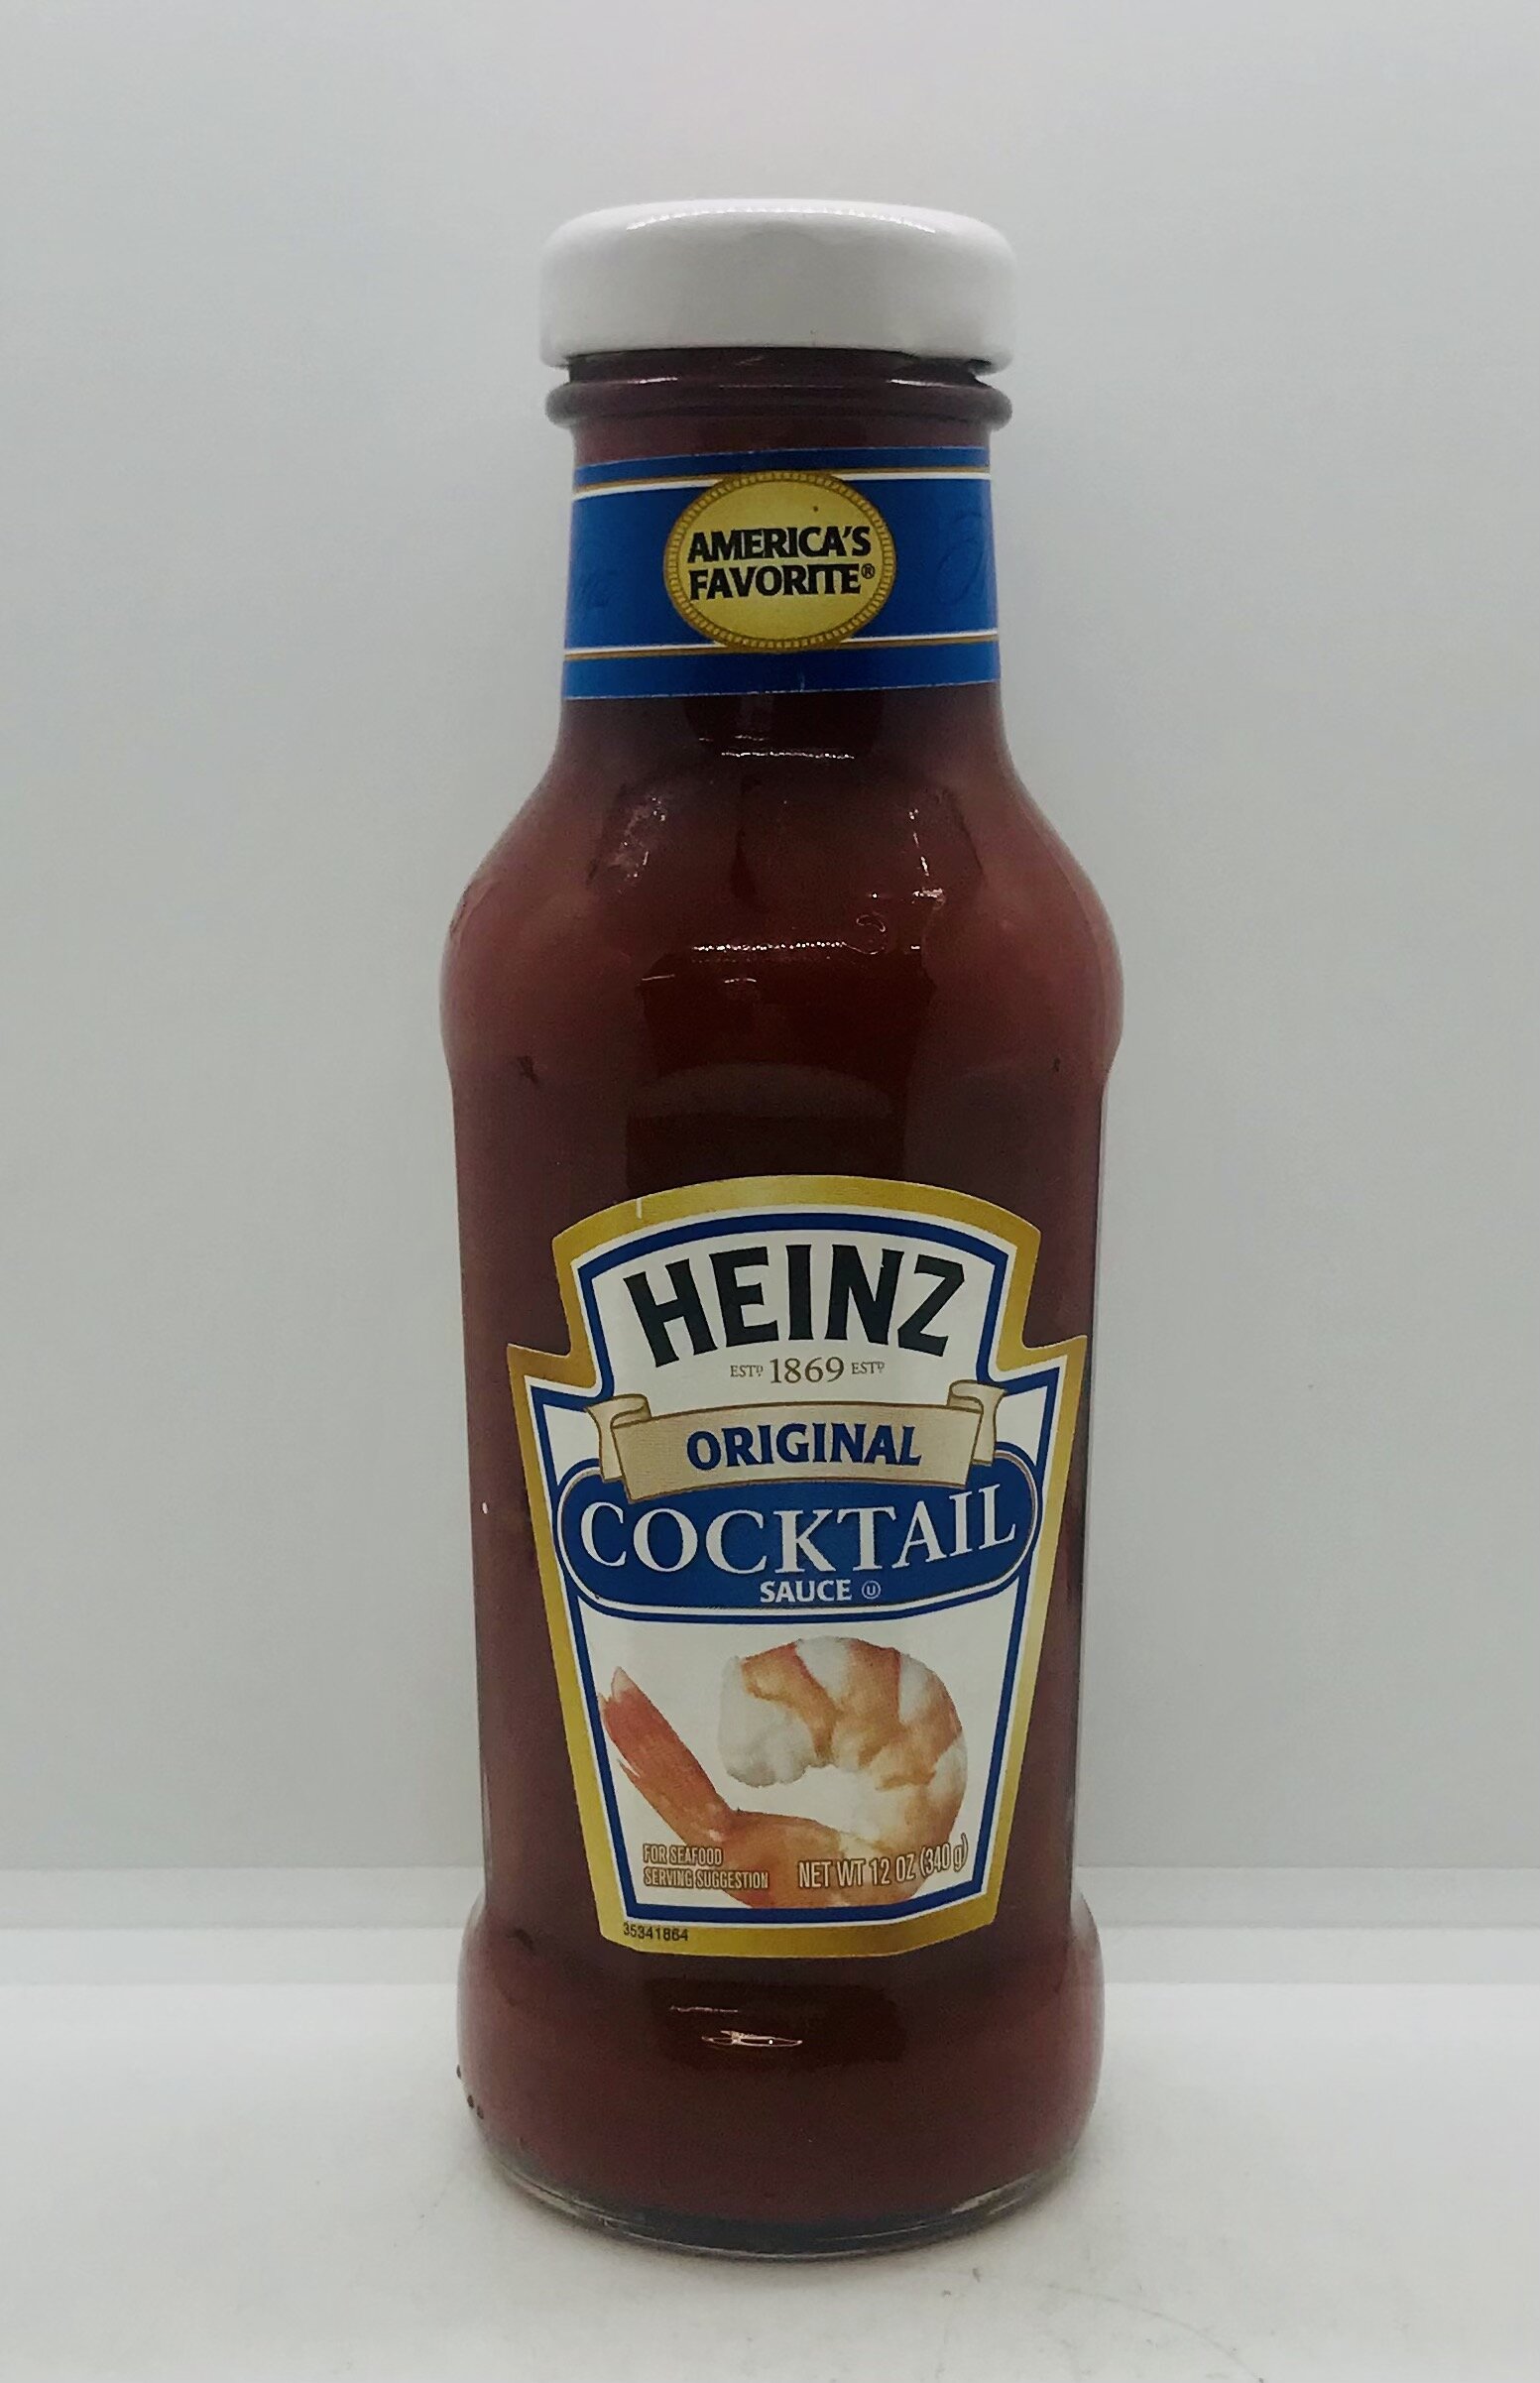 AMERICA'S
FAVORITE®
HEINZ
ESTD 1869 ESTD
ORIGINAL
COCKTAIL
SAUCE Ⓤ
FOR SEAFOOD
SERVING SUGGESTION
NET WT 12 OZ (340 g)
35341864